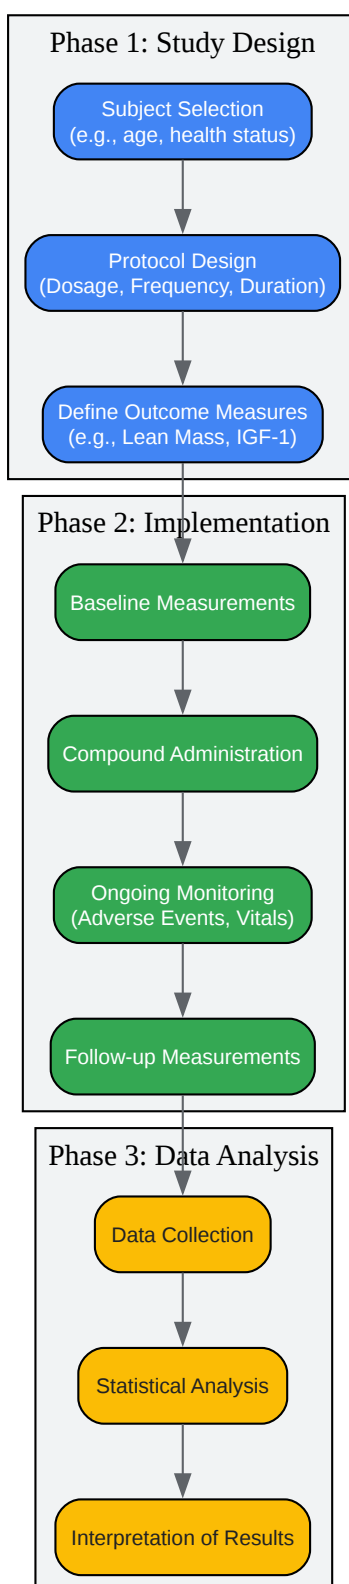 Phase 1: Study Design
Subject Selection
(e.g., age, health status)
Protocol Design
(Dosage, Frequency, Duration)
Define Outcome Measures
(e.g., Lean Mass, IGF-1)
Phase 2: Implementation
Baseline Measurements
Compound Administration
Ongoing Monitoring
(Adverse Events, Vitals)
Follow-up Measurements
Phase 3: Data Analysis
Data Collection
Statistical Analysis
Interpretation of Results